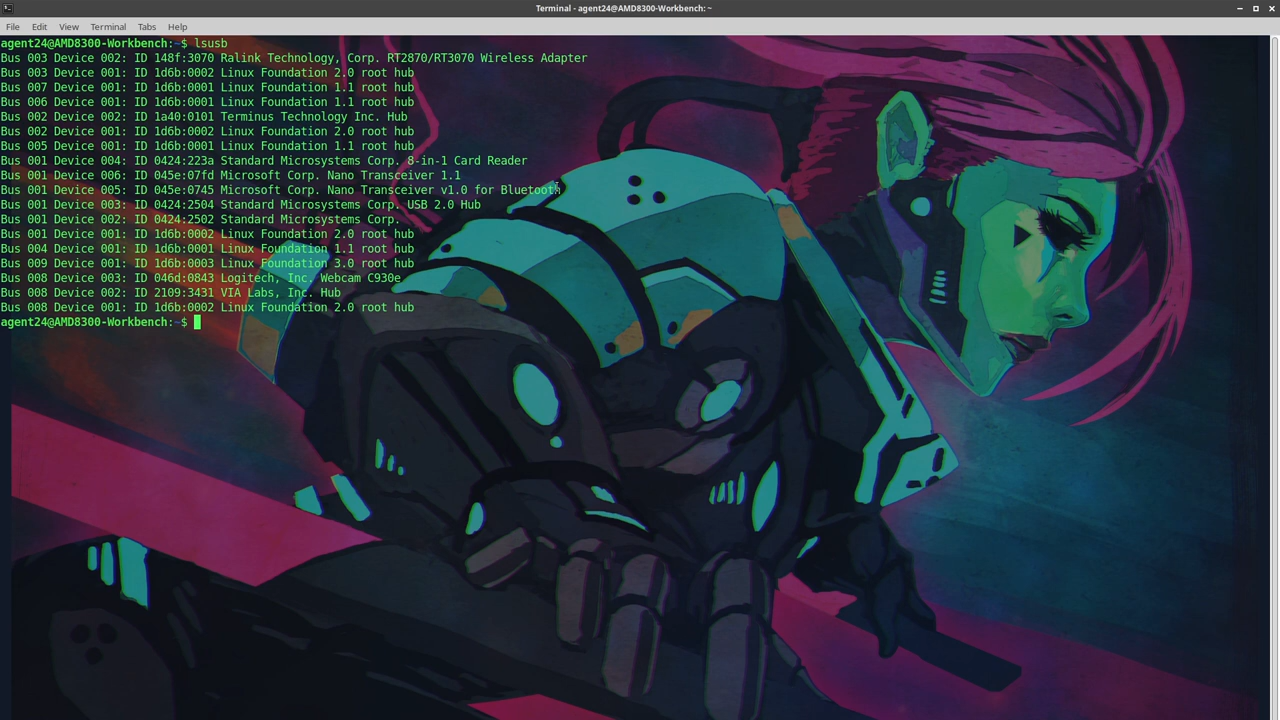 Terminal - agent24@AMD8300-Workbench: ~
File Edit View Terminal Tabs Help
agent24@AMD8300-Workbench:~$ lsusb
Bus 003 Device 002: ID 148f:3070 Ralink Technology, Corp. RT2870/RT3070 Wireless Adapter
Bus 003 Device 001: ID 1d6b:0002 Linux Foundation 2.0 root hub
Bus 007 Device 001: ID 1d6b:0001 Linux Foundation 1.1 root hub
Bus 006 Device 001: ID 1d6b:0001 Linux Foundation 1.1 root hub
Bus 002 Device 002: ID 1a40:0101 Terminus Technology Inc. Hub
Bus 002 Device 001: ID 1d6b:0002 Linux Foundation 2.0 root hub
Bus 005 Device 001: ID 1d6b:0001 Linux Foundation 1.1 root hub
Bus 001 Device 004: ID 0424:223a Standard Microsystems Corp. 8-in-1 Card Reader
Bus 001 Device 006: ID 045e:07fd Microsoft Corp. Nano Transceiver 1.1
Bus 001 Device 005: ID 045e:0745 Microsoft Corp. Nano Transceiver v1.0 for Bluetooth
Bus 001 Device 003: ID 0424:2504 Standard Microsystems Corp. USB 2.0 Hub
Bus 001 Device 002: ID 0424:2502 Standard Microsystems Corp.
Bus 001 Device 001: ID 1d6b:0002 Linux Foundation 2.0 root hub
Bus 004 Device 001: ID 1d6b:0001 Linux Foundation 1.1 root hub
Bus 009 Device 001: ID 1d6b:0003 Linux Foundation 3.0 root hub
Bus 008 Device 003: ID 046d:0843 Logitech, Inc. Webcam C930e
Bus 008 Device 002: ID 2109:3431 VIA Labs, Inc. Hub
Bus 008 Device 001: ID 1d6b:0002 Linux Foundation 2.0 root hub
agent24@AMD8300-Workbench:~$